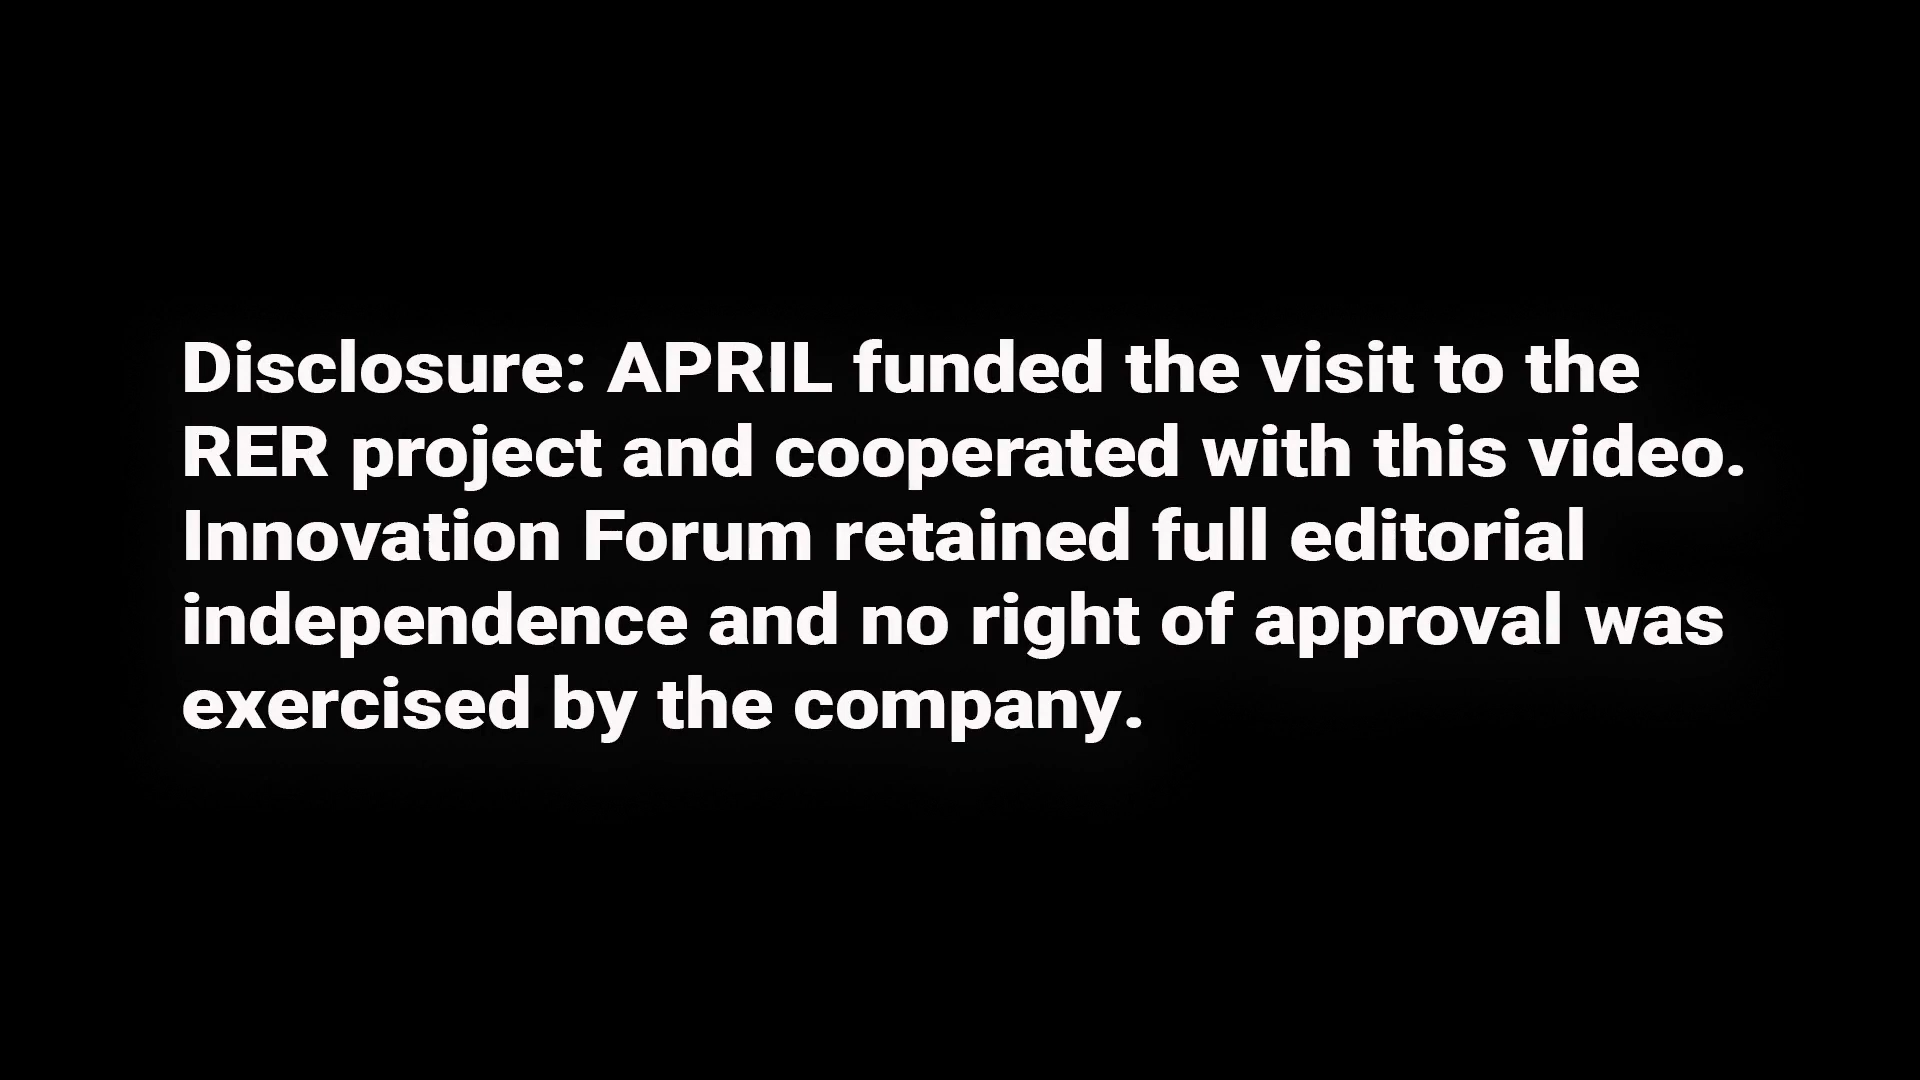 Disclosure: APRIL funded the visit to the
RER project and cooperated with this video.
Innovation Forum retained full editorial
independence and no right of approval was
exercised by the company.